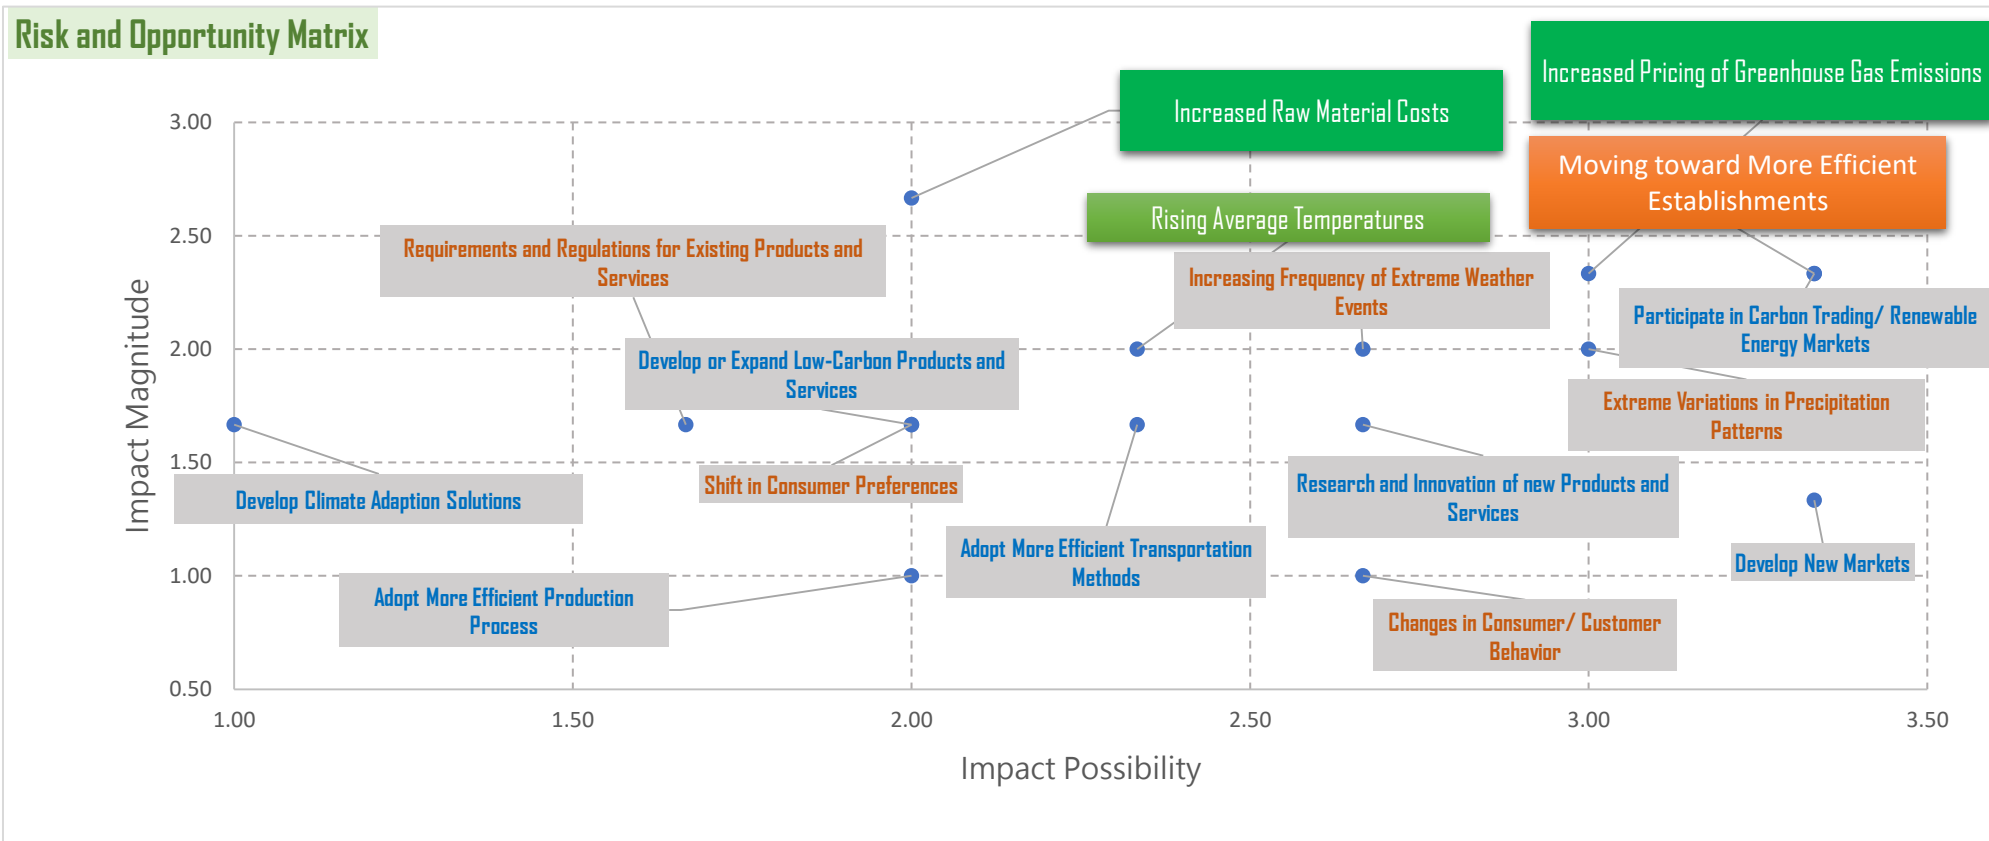 Risk and Opportunity Matrix
Increased Pricing of Greenhouse Gas Emissions
Increased Raw Material Costs
3.00
Moving toward More Efficient
Establishments
Rising Average Temperatures
2.50
Requirements and Regulations for Existing Products and
Services
Increasing Frequency of Extreme Weather
Events
Participate in Carbon Trading/ Renewable
Energy Markets
2.00
Develop or Expand Low-Carbon Products and
Services
Extreme Variations in Precipitation
Patterns
Impact Magnitude
1.50
Develop Climate Adaption Solutions
Shift in Consumer Preferences
Research and Innovation of new Products and
Services
Adopt More Efficient Transportation
Methods
Develop New Markets
1.00
Adopt More Efficient Production
Process
Changes in Consumer/ Customer
Behavior
0.50
1.00 1.50 2.00 2.50 3.00 3.50
Impact Possibility